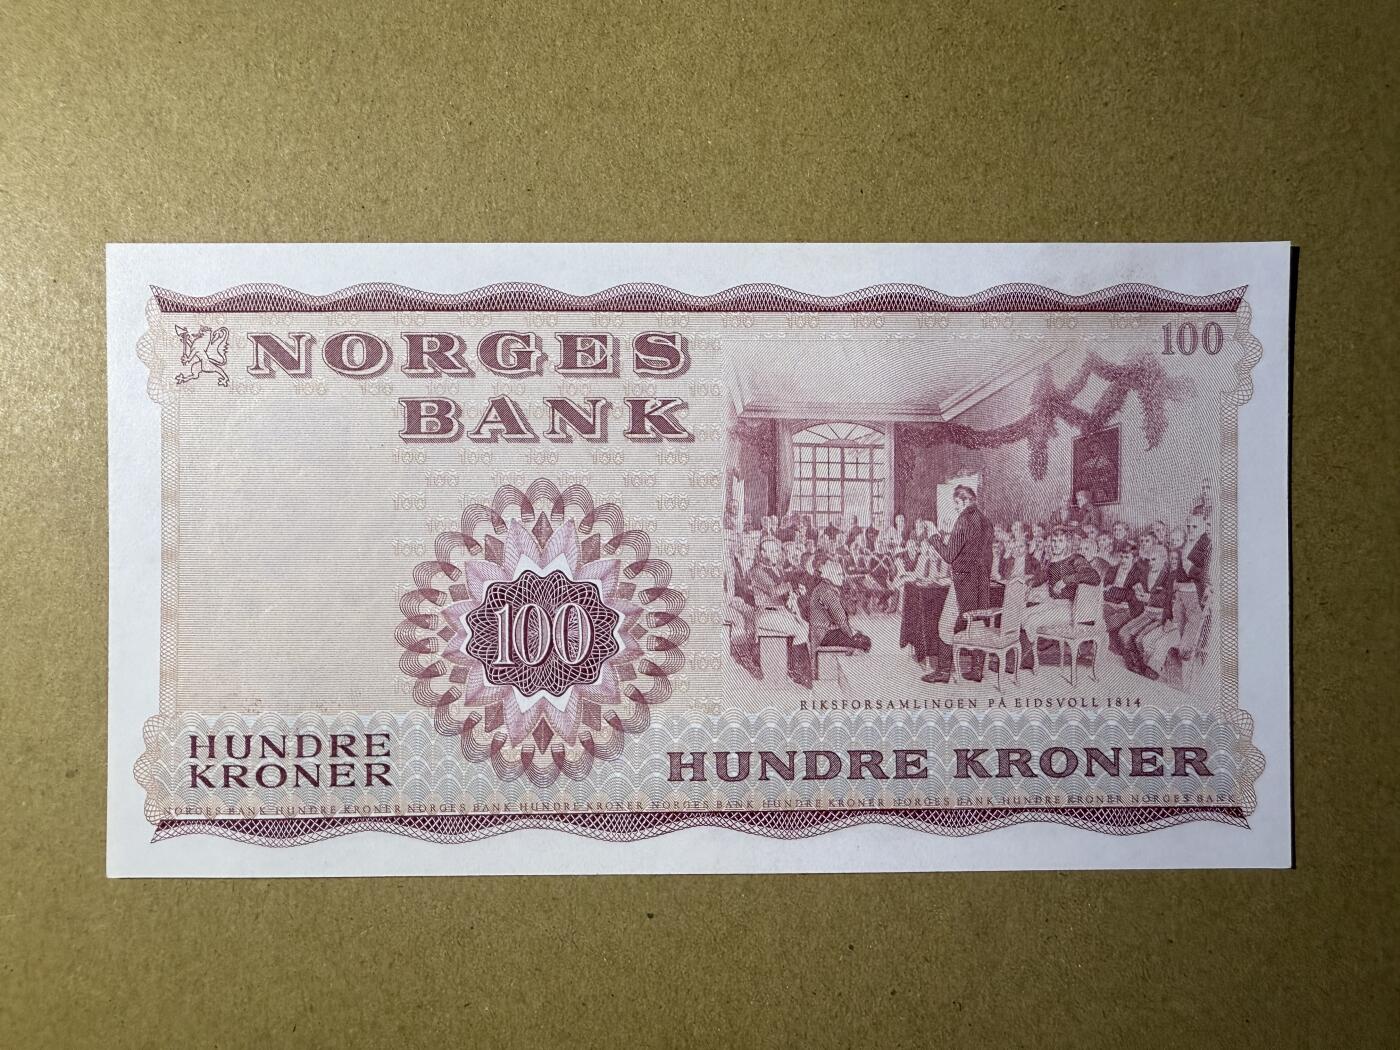 NORGES
BANK
100
100
RIKSFORSAMLINGEN PÅ EIDSVOLL 1814
HUNDRE
KRONER
HUNDRE KRONER
NORGES BANK HUNDRE KRONER NORGES BANK HUNDRE KRONER NORGES BANK HUNDRE KRONER NORGES BANK HUNDRE KRONER NORGES BANK